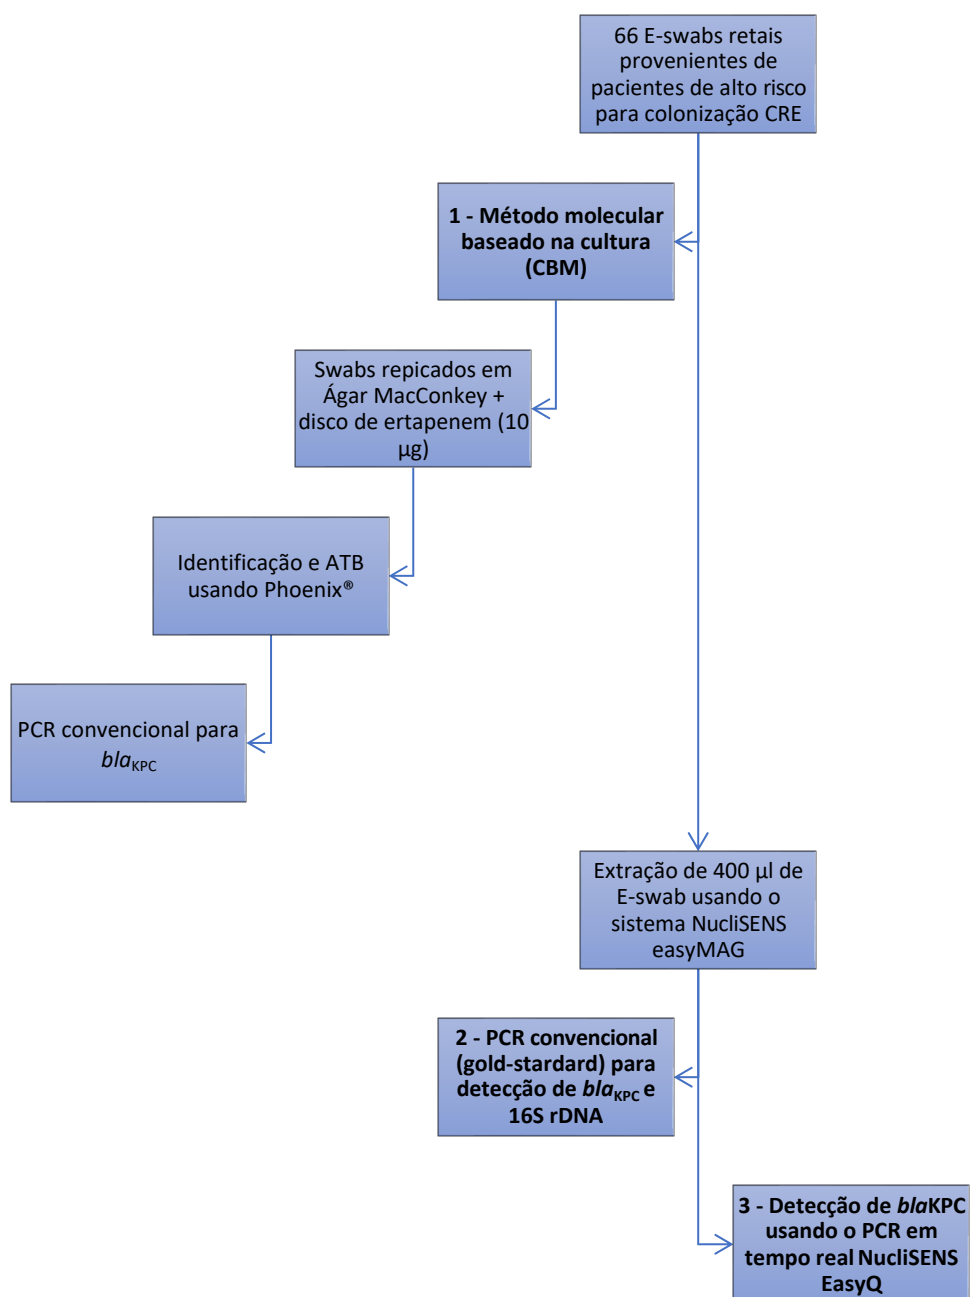 66 E-swabs retais
provenientes de
pacientes de alto risco
para colonização CRE
1 - Método molecular
baseado na cultura
(CBM)
Swabs repicados em
Ágar MacConkey +
disco de ertapenem (10
µg)
Identificação e ATB
usando Phoenix®
PCR convencional para
blaKPC
Extração de 400 µl de
E-swab usando o
sistema NucliSENS
easyMAG
2 - PCR convencional
(gold-stardard) para
detecção de blaKPC e
16S rDNA
3 - Detecção de blaKPC
usando o PCR em
tempo real NucliSENS
EasyQ